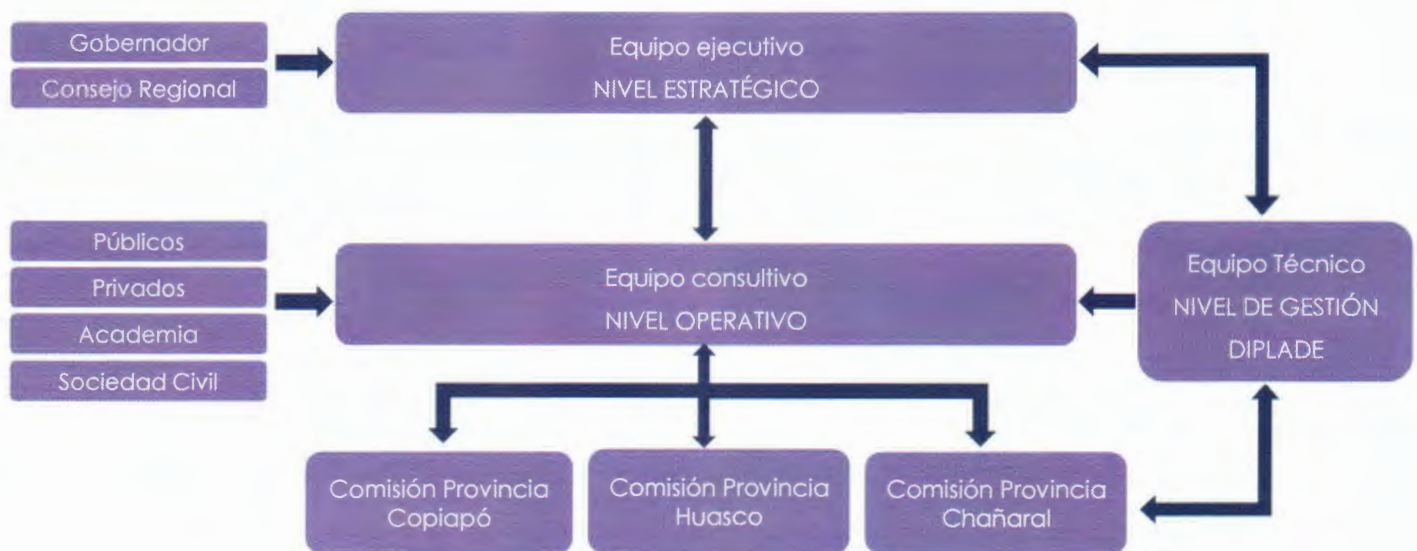 Gobernador
Consejo Regional
Equipo ejecutivo
NIVEL ESTRATÉGICO
Públicos
Privados
Academia
Sociedad Civil
Equipo consultivo
NIVEL OPERATIVO
Equipo Técnico
NIVEL DE GESTIÓN
DIPLADE
Comisión Provincia
Copiapó
Comisión Provincia
Huasco
Comisión Provincia
Chañaral